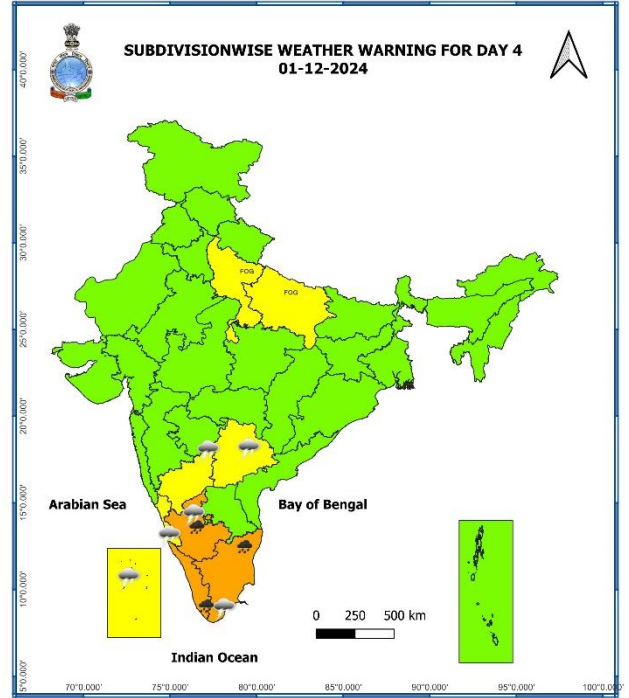 SUBDIVISIONWISE WEATHER WARNING FOR DAY 4
01-12-2024
40°0.000'
35°0.000'
30°0.000'
25°0.000'
20°0.000'
15°0.000'
10°0.000'
5°0.000'
FOG
FOG
Arabian Sea
Bay of Bengal
0 250 500 km
Indian Ocean
70°0.000' 75°0.000' 80°0.000' 85°0.000' 90°0.000' 95°0.000' 100°0.000'